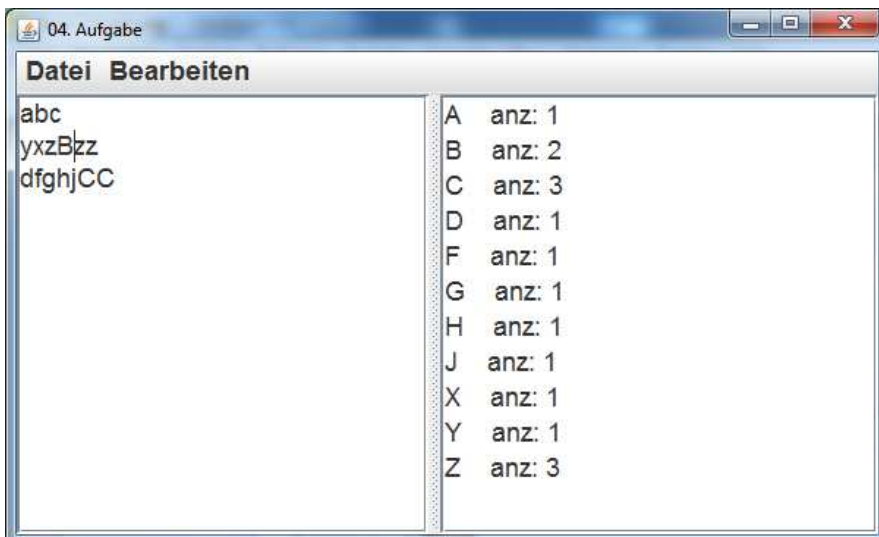 04. Aufgabe
Datei Bearbeiten
abc
yxzBzz
dfghjCC
A anz: 1
B anz: 2
C anz: 3
D anz: 1
F anz: 1
G anz: 1
H anz: 1
J anz: 1
X anz: 1
Y anz: 1
Z anz: 3